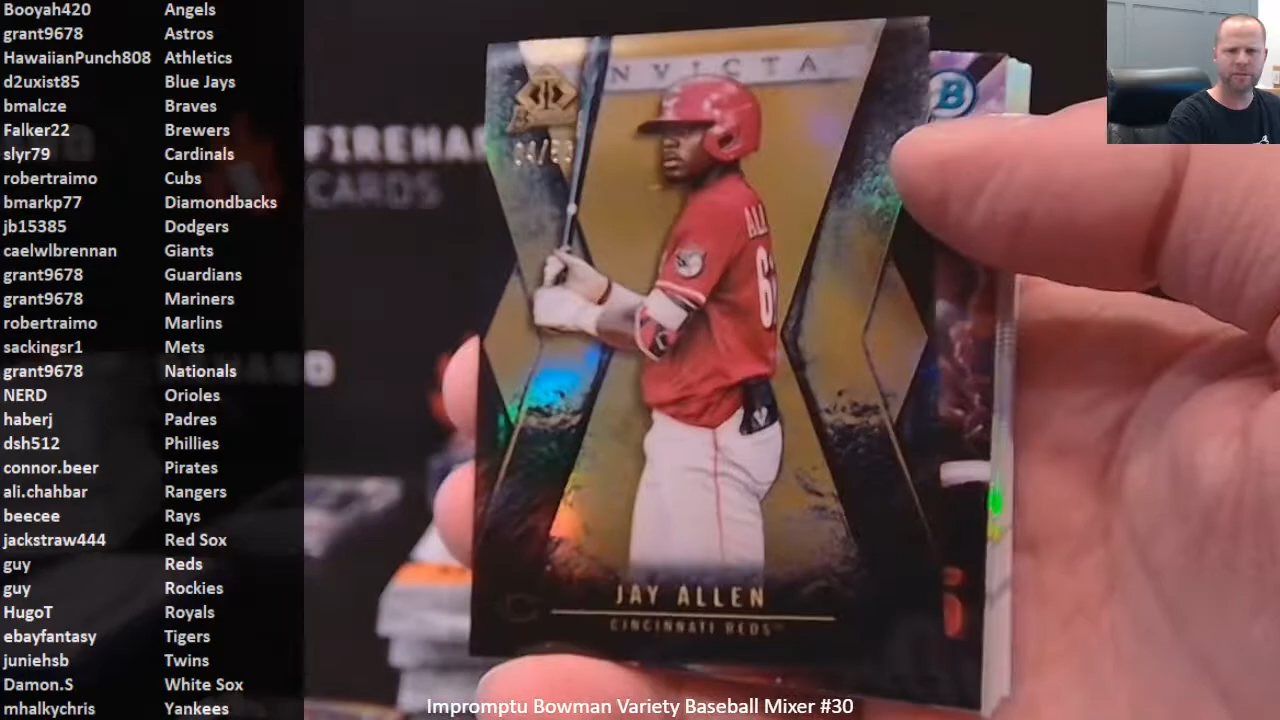 Booyah420 Angels
grant9678 Astros
HawaiianPunch808 Athletics
d2uxist85 Blue Jays
bmalcze Braves
Falker22 Brewers
slyr79 Cardinals
robertraimo Cubs
bmarkp77 Diamondbacks
jb15385 Dodgers
caelwlbrennan Giants
grant9678 Guardians
grant9678 Mariners
robertraimo Marlins
sackingsr1 Mets
grant9678 Nationals
NERD Orioles
haberj Padres
dsh512 Phillies
connor.beer Pirates
ali.chahbar Rangers
beecee Rays
jackstraw444 Red Sox
guy Reds
guy Rockies
HugoT Royals
ebayfantasy Tigers
juniehsb Twins
Damon.S White Sox
mhalkychris Yankees
FIREHAN
CARDS
NVICTA
B
ALL
6
JAY ALLEN
CINCINNATI REDS
Impromptu Bowman Variety Baseball Mixer #30